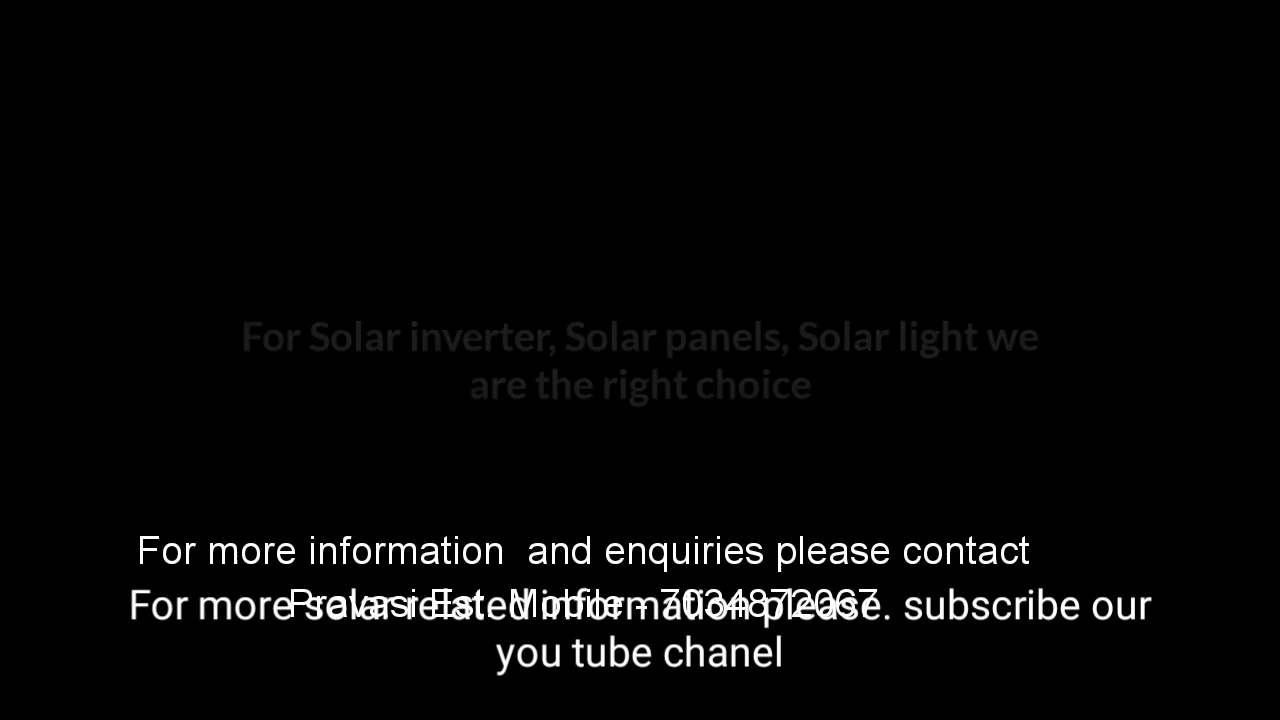 For Solar inverter, Solar panels, Solar light we
are the right choice
For more information  and enquiries please contact
Pravasi Est. Mobile - 7034872067
For more solar related information please. subscribe our
you tube chanel